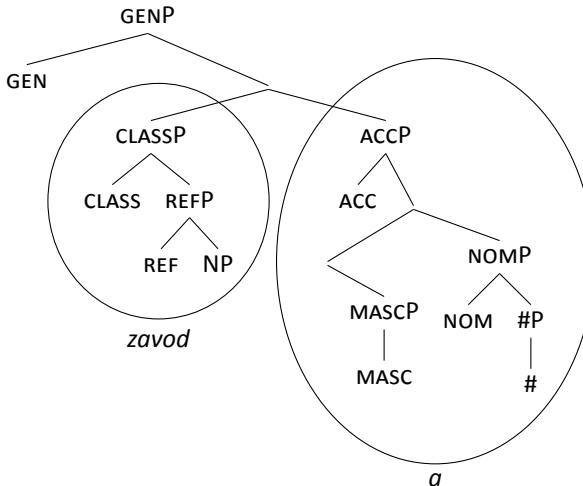 GENP
GEN
CLASSP ACCP
CLASS REFP ACC
REF NP NOMP
MASCP NOM #P
zavod
MASC #
a